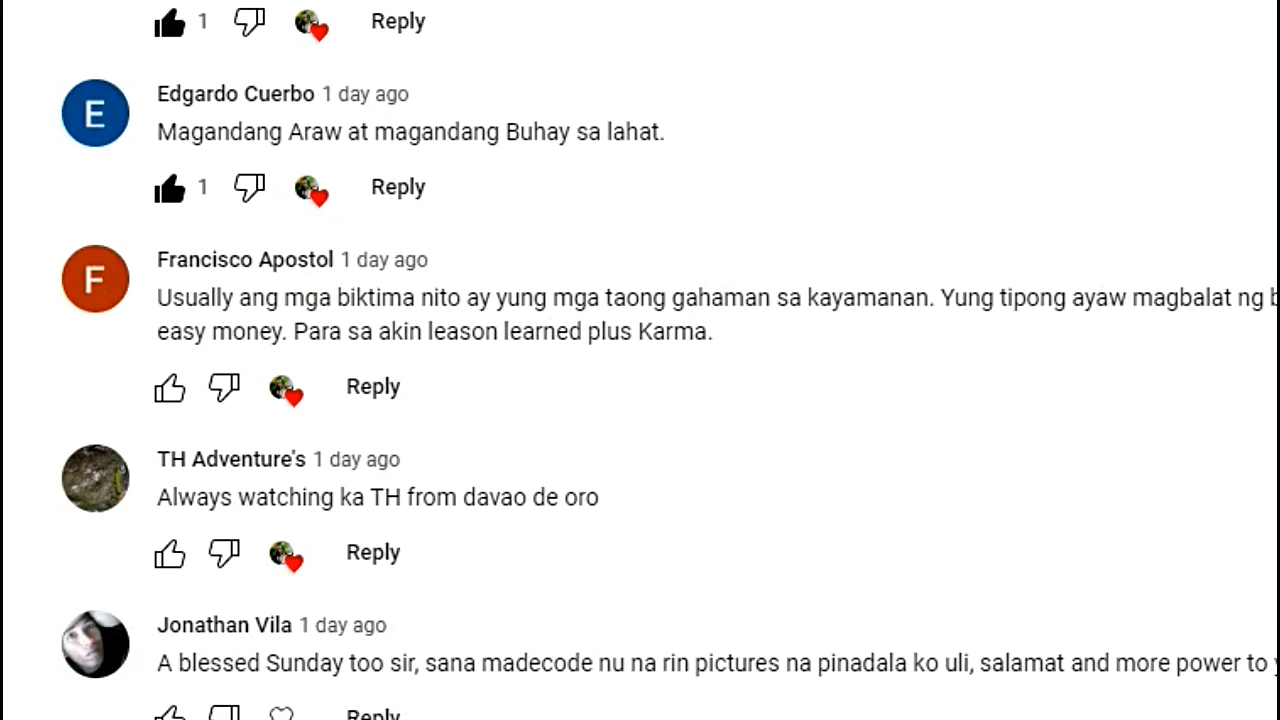 1 Reply
E
Edgardo Cuerbo 1 day ago
Magandang Araw at magandang Buhay sa lahat.
1 Reply
F
Francisco Apostol 1 day ago
Usually ang mga biktima nito ay yung mga taong gahaman sa kayamanan. Yung tipong ayaw magbalat ng
easy money. Para sa akin leason learned plus Karma.
Reply
TH Adventure's 1 day ago
Always watching ka TH from davao de oro
Reply
Jonathan Vila 1 day ago
A blessed Sunday too sir, sana madecode nu na rin pictures na pinadala ko uli, salamat and more power to
Reply